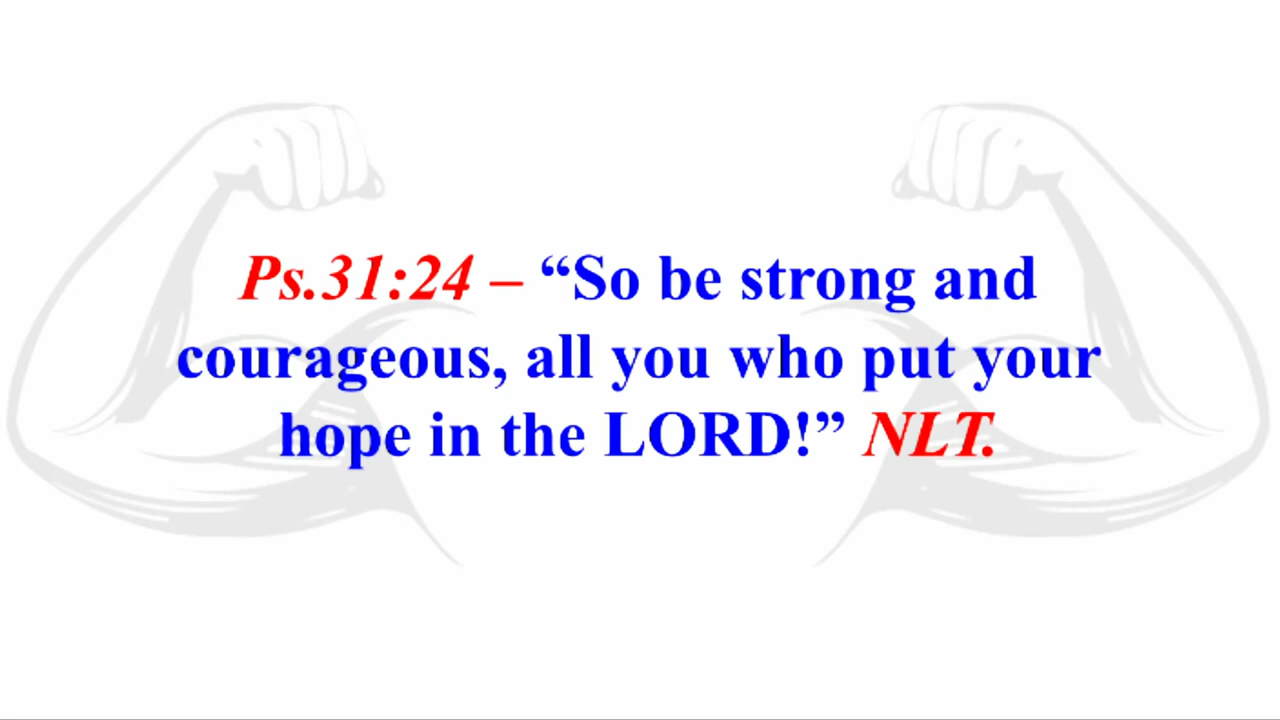 Ps.31:24 – “So be strong and
courageous, all you who put your
hope in the LORD!” NLT.